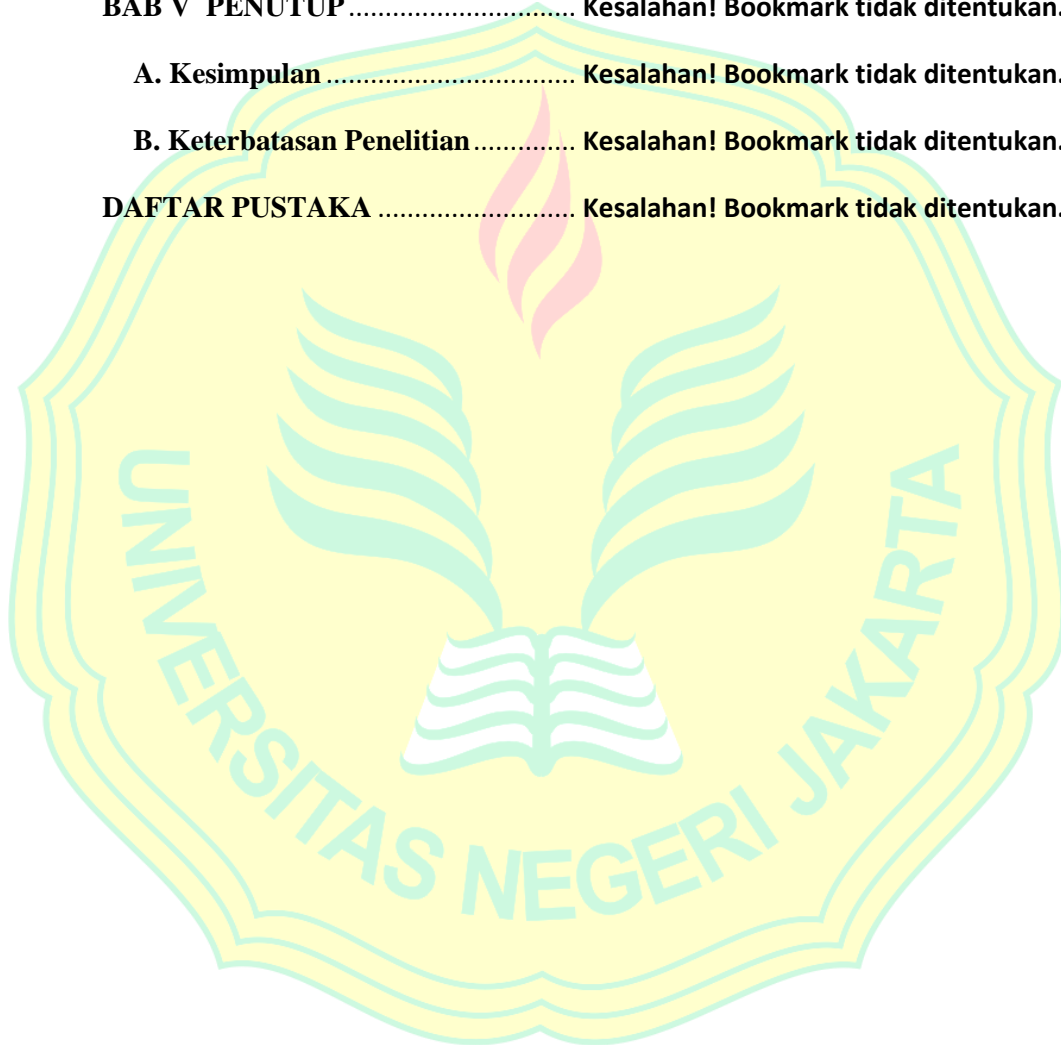 BAB V PENUTUP............................... Kesalahan! Bookmark tidak ditentukan.
A. Kesimpulan.................................. Kesalahan! Bookmark tidak ditentukan.
B. Keterbatasan Penelitian.............. Kesalahan! Bookmark tidak ditentukan.
DAFTAR PUSTAKA ........................... Kesalahan! Bookmark tidak ditentukan.
UNIVERSITAS NEGERI JAKARTA